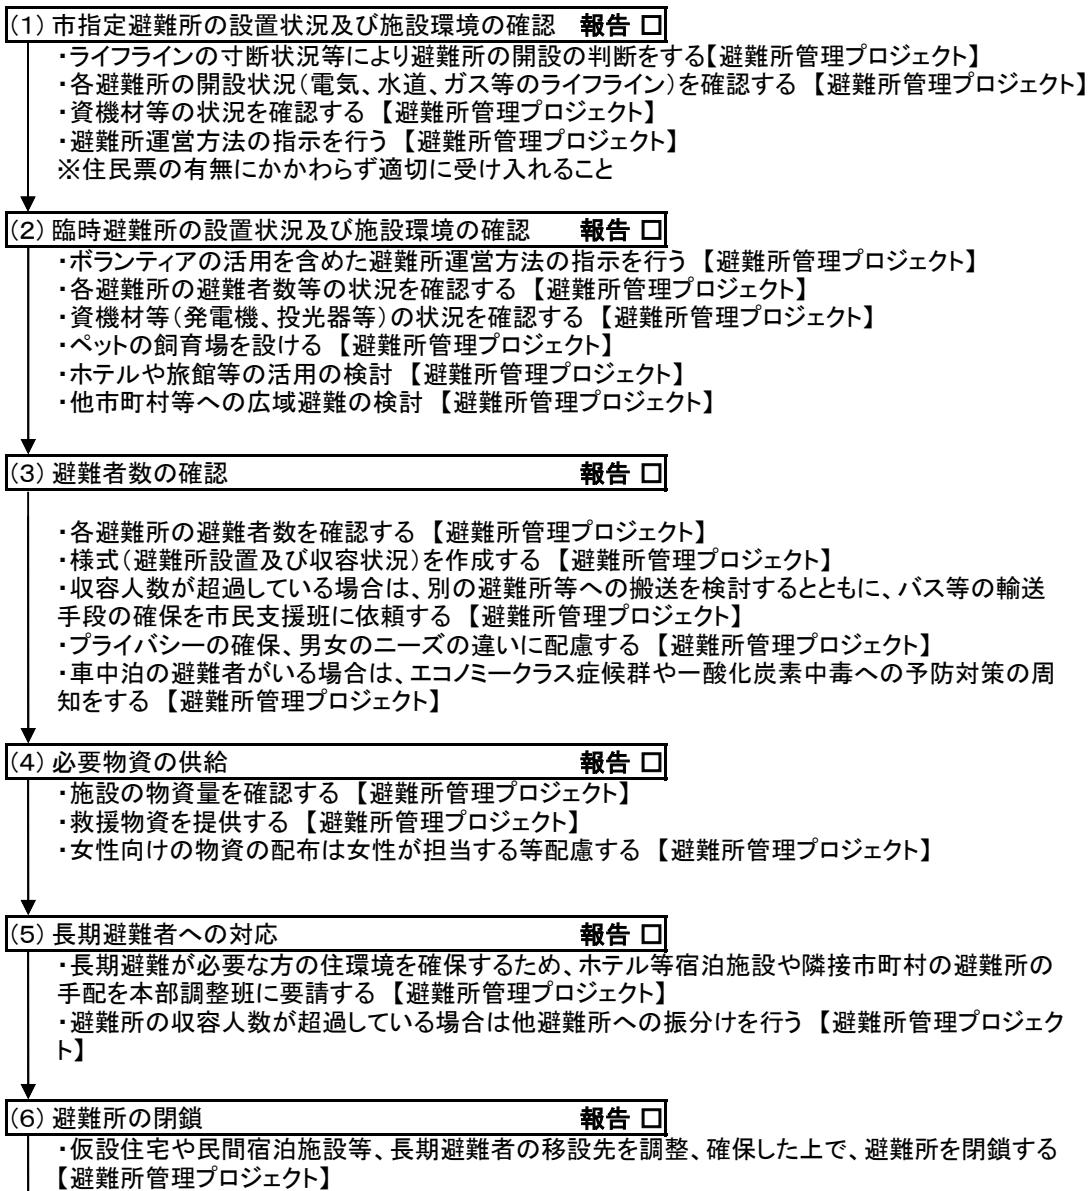 (1) 市指定避難所の設置状況及び施設環境の確認 報告 □
・ライフラインの寸断状況等により避難所の開設の判断をする【避難所管理プロジェクト】
・各避難所の開設状況(電気、水道、ガス等のライフライン)を確認する 【避難所管理プロジェクト】
・資機材等の状況を確認する 【避難所管理プロジェクト】
・避難所運営方法の指示を行う 【避難所管理プロジェクト】
※住民票の有無にかかわらず適切に受け入れること
(2) 臨時避難所の設置状況及び施設環境の確認 報告 □
・ボランティアの活用を含めた避難所運営方法の指示を行う 【避難所管理プロジェクト】
・各避難所の避難者数等の状況を確認する 【避難所管理プロジェクト】
・資機材等(発電機、投光器等)の状況を確認する 【避難所管理プロジェクト】
・ペットの飼育場を設ける 【避難所管理プロジェクト】
・ホテルや旅館等の活用の検討 【避難所管理プロジェクト】
・他市町村等への広域避難の検討 【避難所管理プロジェクト】
(3) 避難者数の確認 報告 □
・各避難所の避難者数を確認する 【避難所管理プロジェクト】
・様式(避難所設置及び収容状況)を作成する 【避難所管理プロジェクト】
・収容人数が超過している場合は、別の避難所等への搬送を検討するとともに、バス等の輸送
手段の確保を市民支援班に依頼する 【避難所管理プロジェクト】
・プライバシーの確保、男女のニーズの違いに配慮する 【避難所管理プロジェクト】
・車中泊の避難者がいる場合は、エコノミークラス症候群や一酸化炭素中毒への予防対策の周
知をする 【避難所管理プロジェクト】
(4) 必要物資の供給 報告 □
・施設の物資量を確認する 【避難所管理プロジェクト】
・救援物資を提供する 【避難所管理プロジェクト】
・女性向けの物資の配布は女性が担当する等配慮する 【避難所管理プロジェクト】
(5) 長期避難者への対応 報告 □
・長期避難が必要な方の住環境を確保するため、ホテル等宿泊施設や隣接市町村の避難所の
手配を本部調整班に要請する 【避難所管理プロジェクト】
・避難所の収容人数が超過している場合は他避難所への振分けを行う 【避難所管理プロジェク
ト】
(6) 避難所の閉鎖 報告 □
・仮設住宅や民間宿泊施設等、長期避難者の移設先を調整、確保した上で、避難所を閉鎖する
【避難所管理プロジェクト】